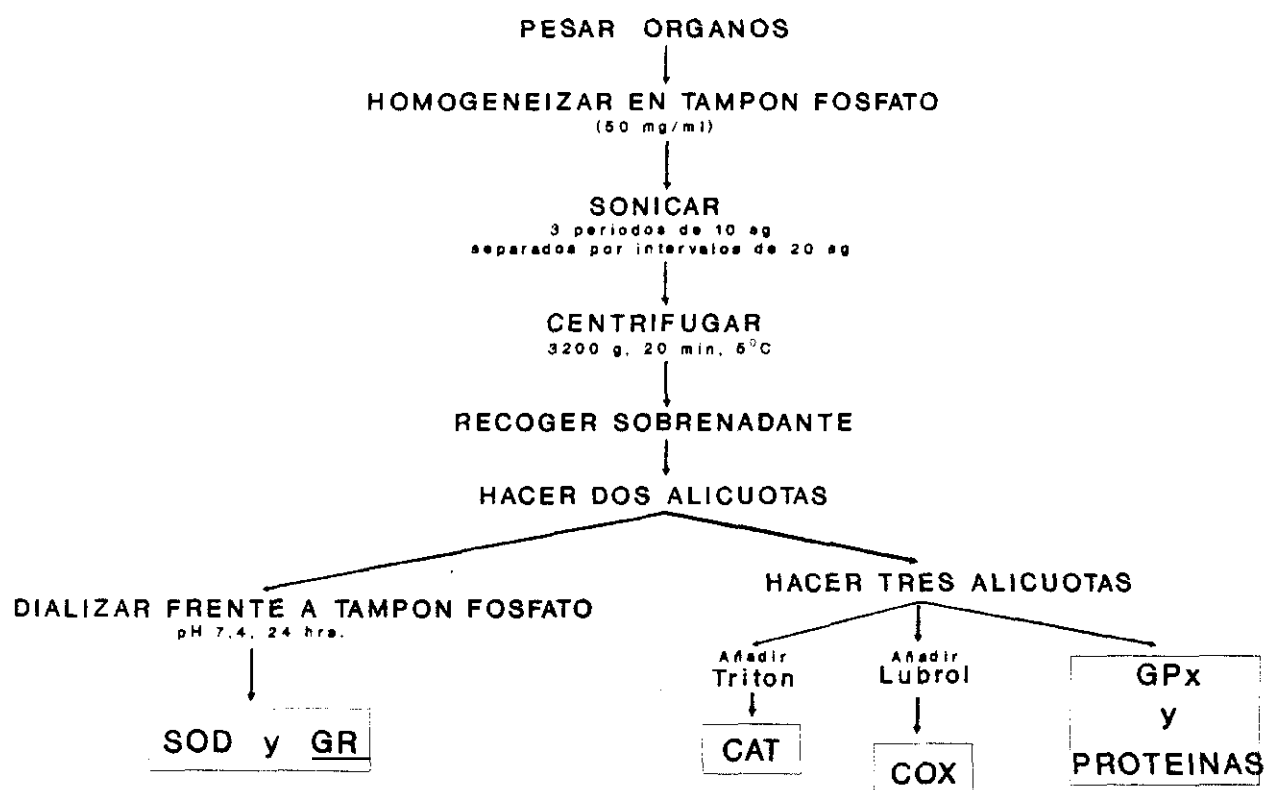 PESAR ORGANOS
HOMOGENEIZAR EN TAMPON FOSFATO
(50 mg/ml)
SONICAR
3 periodos de 10 sg
separados por intervalos de 20 sg
CENTRIFUGAR
3200 g, 20 min, 5°C
RECOGER SOBRENADANTE
HACER DOS ALICUOTAS
DIALIZAR FRENTE A TAMPON FOSFATO
pH 7,4, 24 hrs.
SOD y GR
HACER TRES ALICUOTAS
Añadir
Triton
CAT
Añadir
Lubrol
COX
GPx
y
PROTEINAS